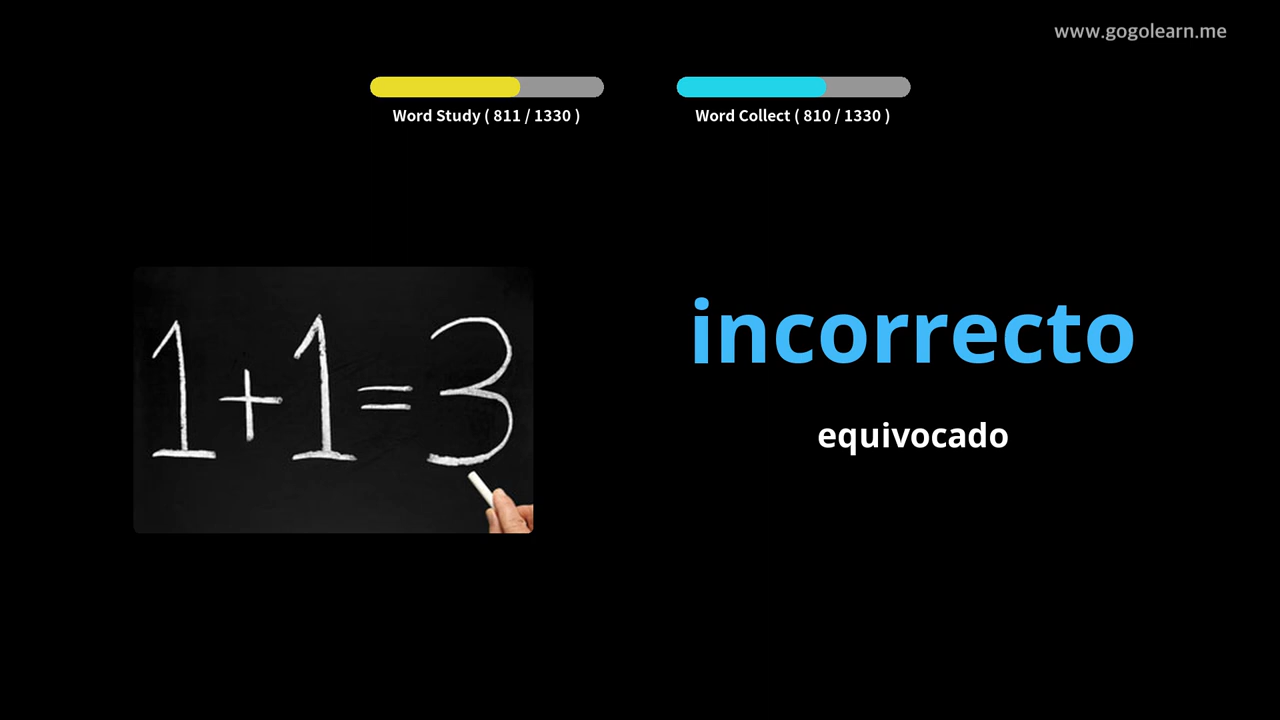 www.gogolearn.me
Word Study ( 811 / 1330 )
Word Collect ( 810 / 1330 )
1+1=3
incorrecto
equivocado